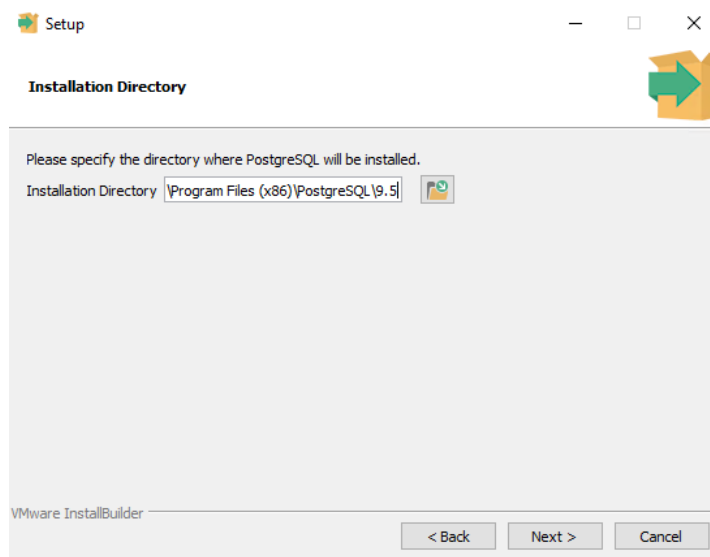 Setup
Installation Directory
Please specify the directory where PostgreSQL will be installed.
Installation Directory \Program Files (x86)\PostgreSQL\9.5
VMware InstallBuilder
< Back Next > Cancel